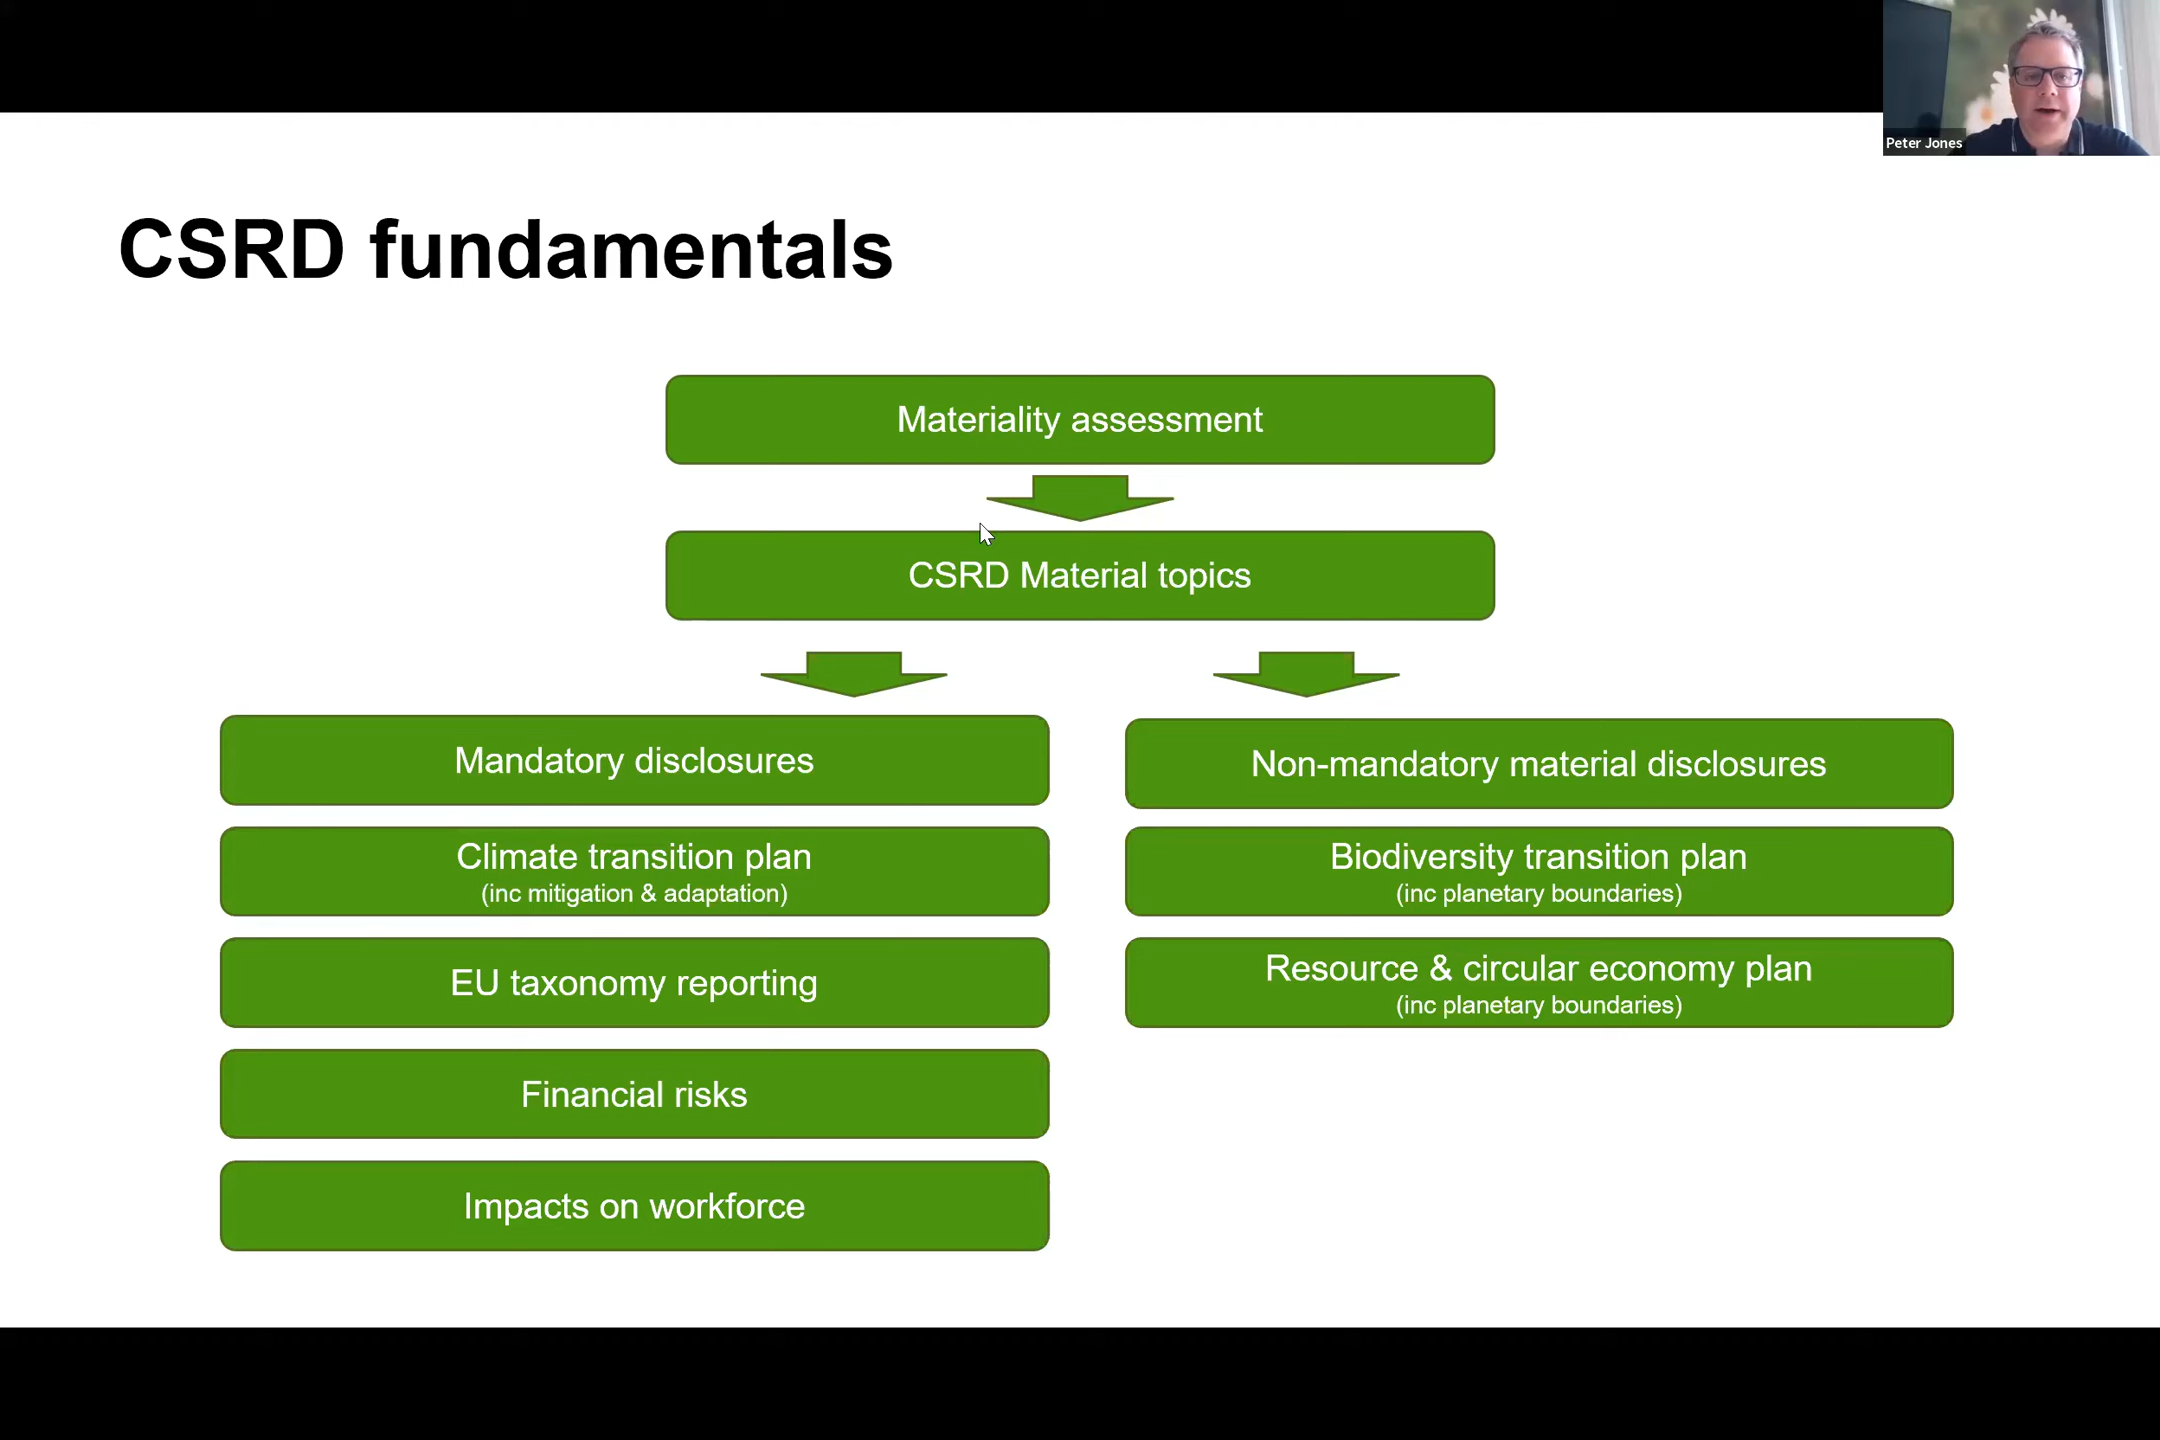 Peter Jones
CSRD fundamentals
Materiality assessment
CSRD Material topics
Mandatory disclosures
Climate transition plan
(inc mitigation & adaptation)
EU taxonomy reporting
Financial risks
Impacts on workforce
Non-mandatory material disclosures
Biodiversity transition plan
(inc planetary boundaries)
Resource & circular economy plan
(inc planetary boundaries)